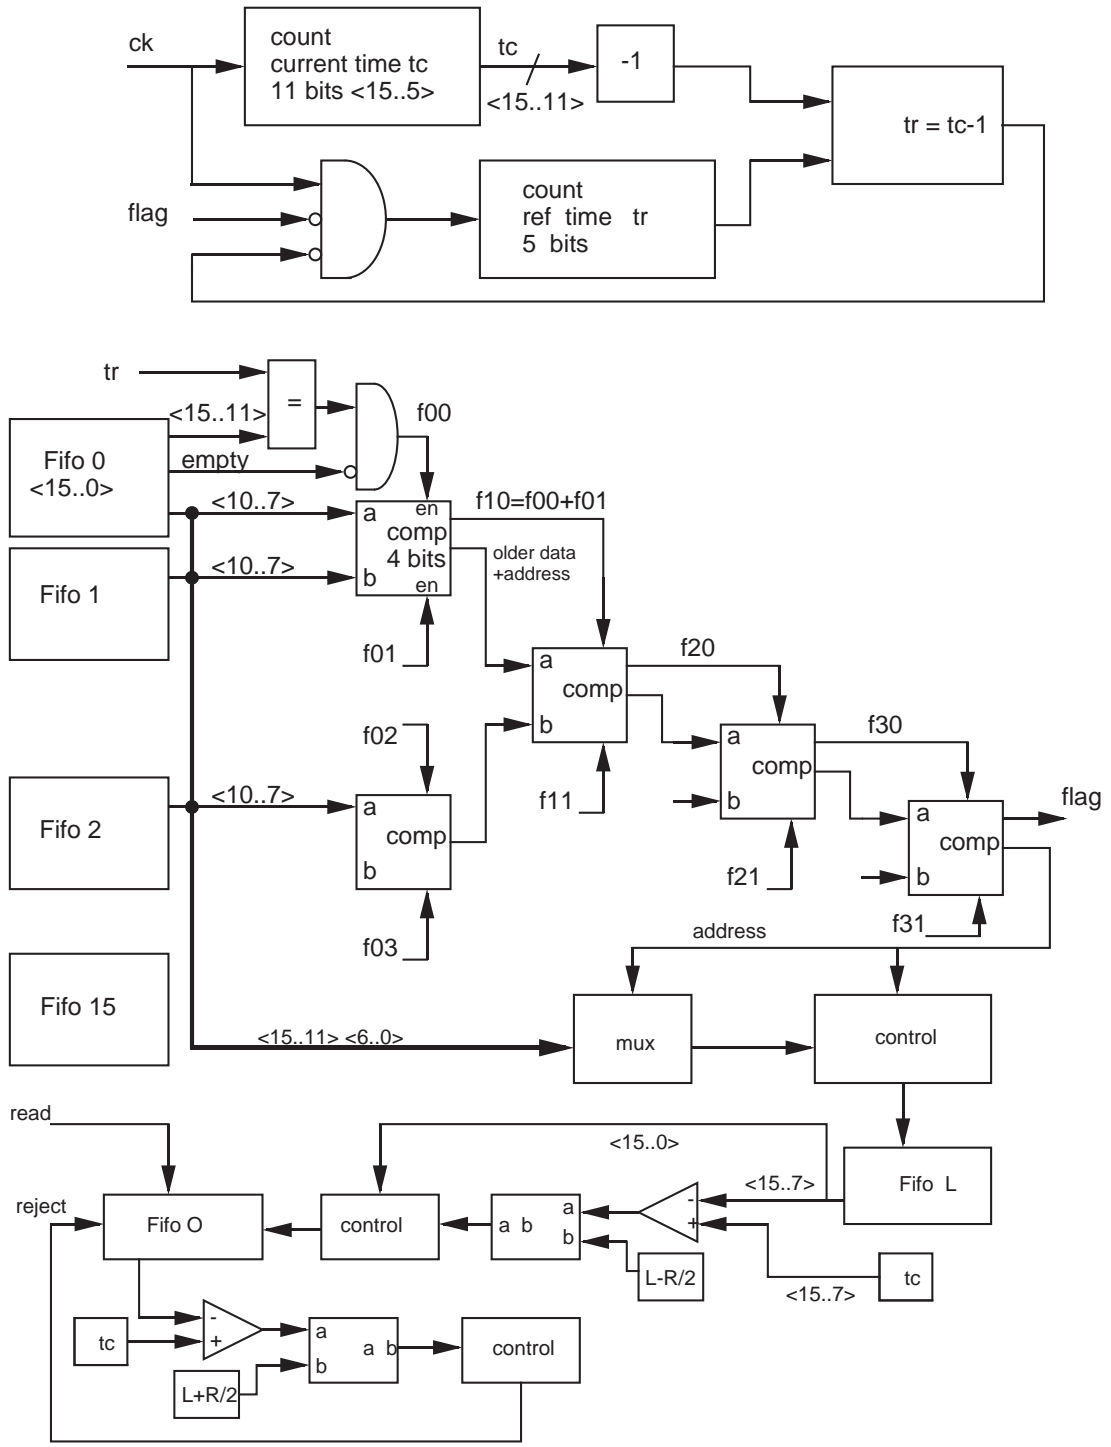 ck
count
current time tc
11 bits <15..5>
tc
<15..11>
-1
tr = tc-1
flag
count
ref time tr
5 bits
tr
<15..11>
=
f00
Fifo 0
<15..0>
empty
<10..7>
a
en
comp
4 bits
b
en
f10=f00+f01
older data
+address
Fifo 1
<10..7>
f01
a
comp
b
f20
f02
f11
Fifo 2
<10..7>
a
comp
b
f03
a
comp
b
f30
f21
a
comp
b
flag
f31
address
Fifo 15
<15..11> <6..0>
mux
control
read
<15..0>
Fifo L
<15..7>
reject
Fifo O
control
a b
a
b
-
+
L-R/2
tc
<15..7>
tc
-
+
a
b
a b
L+R/2
control